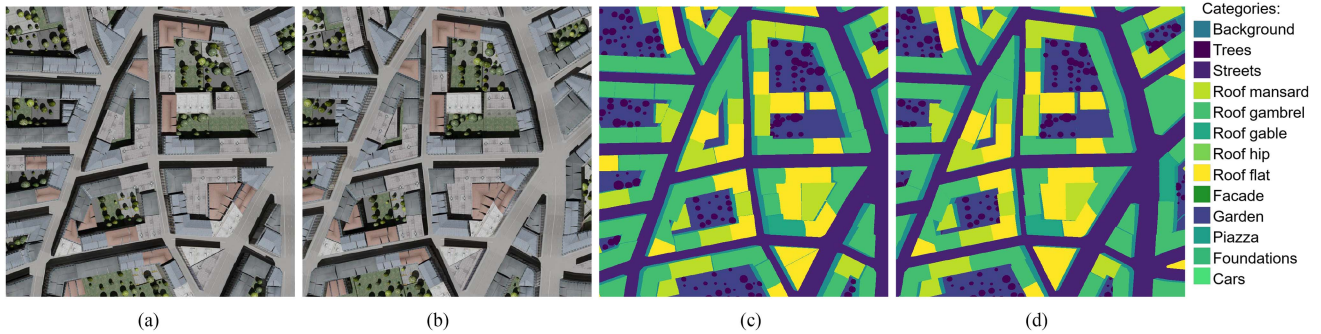 Categories:
Background
Trees
Streets
Roof mansard
Roof gambrel
Roof gable
Roof hip
Roof flat
Facade
Garden
Piazza
Foundations
Cars
(a)
(b)
(c)
(d)